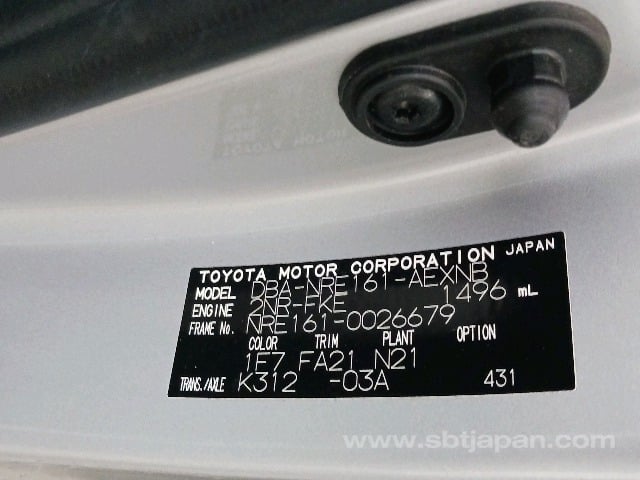 TOYOTA MOTOR CORPORATION JAPAN
MODEL DBA-NRE161-AEXNB
ENGINE 2NR-FKE 1496 mL
FRAME No. NRE161-0026679
COLOR TRIM PLANT OPTION
1F7 FA21 N21
TRANS./AXLE K312 -03A 431
www.sbtjapan.com